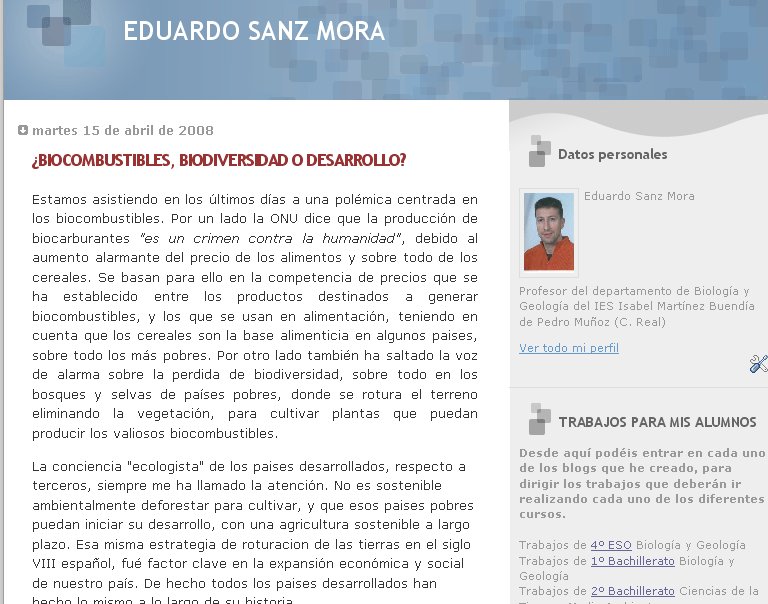 EDUARDO SANZ MORA
martes 15 de abril de 2008
¿BIOCOMBUSTIBLES, BIODIVERSIDAD O DESARROLLO?
Estamos asistiendo en los últimos días a una polémica centrada en
los biocombustibles. Por un lado la ONU dice que la producción de
biocarburantes "es un crimen contra la humanidad", debido al
aumento alarmante del precio de los alimentos y sobre todo de los
cereales. Se basan para ello en la competencia de precios que se
ha establecido entre los productos destinados a generar
biocombustibles, y los que se usan en alimentación, teniendo en
cuenta que los cereales son la base alimenticia en algunos paises,
sobre todo los más pobres. Por otro lado también ha saltado la voz
de alarma sobre la perdida de biodiversidad, sobre todo en los
bosques y selvas de países pobres, donde se rotura el terreno
eliminando la vegetación, para cultivar plantas que puedan
producir los valiosos biocombustibles.
La conciencia "ecologista" de los paises desarrollados, respecto a
terceros, siempre me ha llamado la atención. No es sostenible
ambientalmente deforestar para cultivar, y que esos paises pobres
puedan iniciar su desarrollo, con una agricultura sostenible a largo
plazo. Esa misma estrategia de roturacion de las tierras en el siglo
VIII español, fué factor clave en la expansión económica y social
de nuestro país. De hecho todos los paises desarrollados han
hecho lo mismo a lo largo de su historia.
Datos personales
Eduardo Sanz Mora
Profesor del departamento de Biología y
Geología del IES Isabel Martínez Buendía
de Pedro Muñoz (C. Real)
Ver todo mi perfil
TRABAJOS PARA MIS ALUMNOS
Desde aquí podéis entrar en cada uno
de los blogs que he creado, para
dirigir los trabajos que deberán ir
realizando cada uno de los diferentes
cursos.
Trabajos de 4º ESO Biología y Geología
Trabajos de 1º Bachillerato Biología y
Geología
Trabajos de 2º Bachillerato Ciencias de la